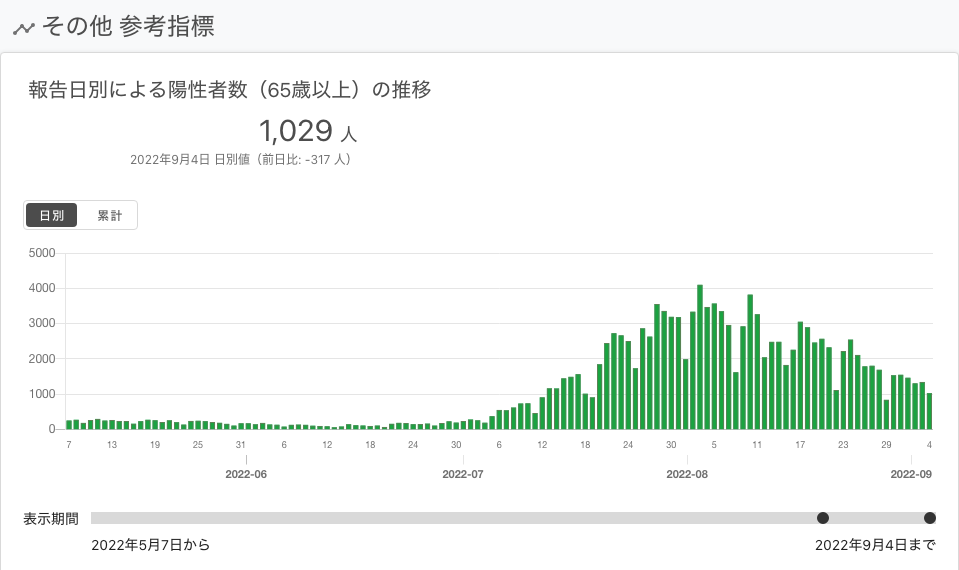 その他 参考指標
報告日別による陽性者数（65歳以上）の推移
1,029 人
2022年9月4日 日別値（前日比: -317 人）
日別 累計
5000
4000
3000
2000
1000
0
7 13 19 25 31 6 12 18 24 30 6 12 18 24 30 5 11 17 23 29 4
2022-06 2022-07 2022-08 2022-09
表示期間
2022年5月7日から 2022年9月4日まで